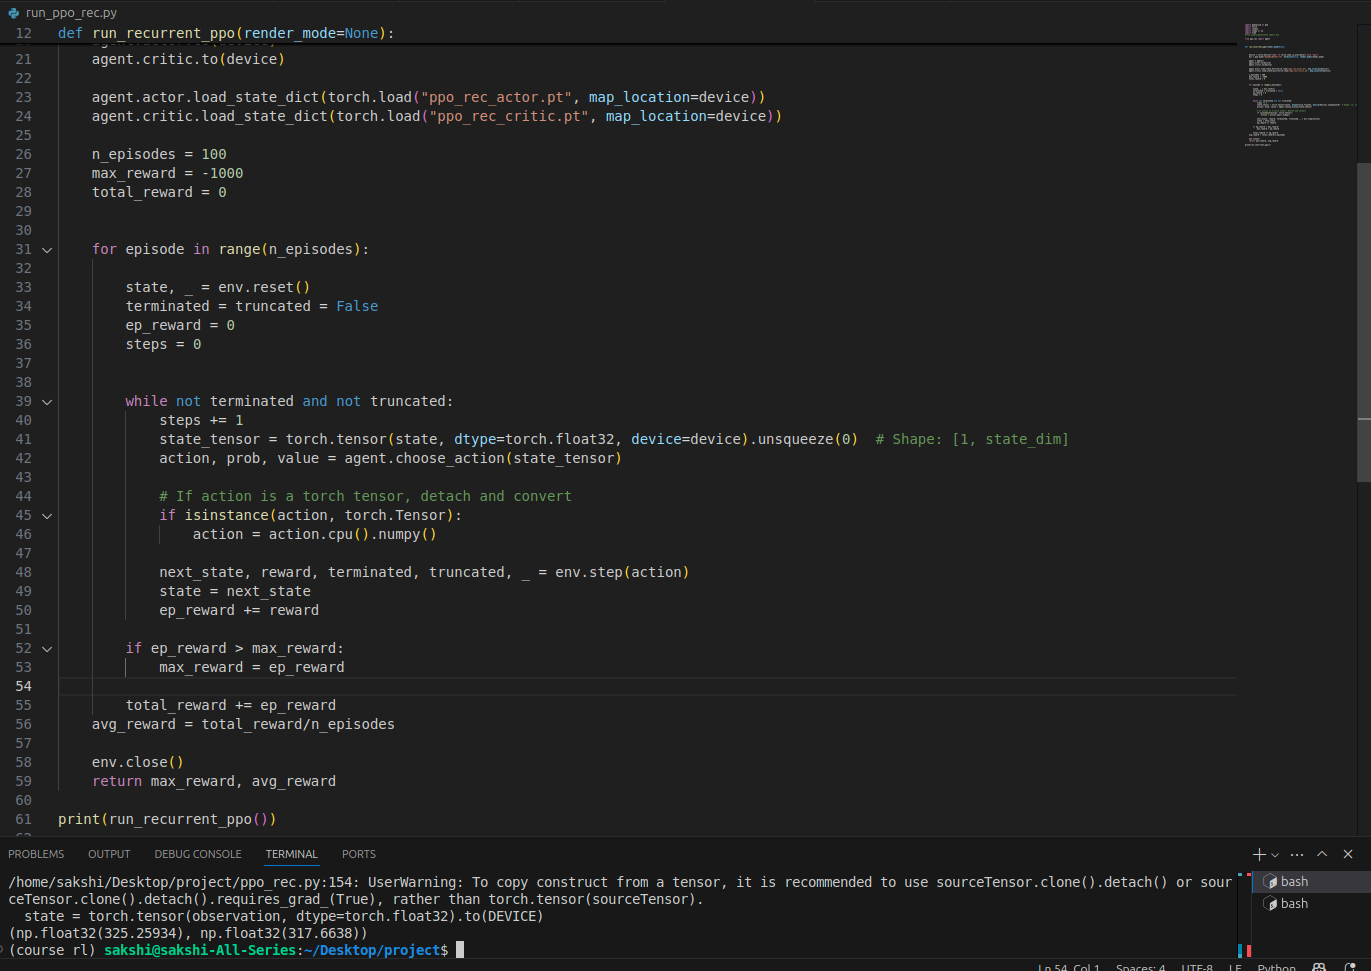 run_ppo_rec.py
12 def run_recurrent_ppo(render_mode=None):
21 agent.critic.to(device)
22
23 agent.actor.load_state_dict(torch.load("ppo_rec_actor.pt", map_location=device))
24 agent.critic.load_state_dict(torch.load("ppo_rec_critic.pt", map_location=device))
25
26 n_episodes = 100
27 max_reward = -1000
28 total_reward = 0
29
30
31 for episode in range(n_episodes):
32
33 state, _ = env.reset()
34 terminated = truncated = False
35 ep_reward = 0
36 steps = 0
37
38
39 while not terminated and not truncated:
40 steps += 1
41 state_tensor = torch.tensor(state, dtype=torch.float32, device=device).unsqueeze(0)  # Shape: [1, state_dim]
42 action, prob, value = agent.choose_action(state_tensor)
43
44 # If action is a torch tensor, detach and convert
45 if isinstance(action, torch.Tensor):
46 action = action.cpu().numpy()
47
48 next_state, reward, terminated, truncated, _ = env.step(action)
49 state = next_state
50 ep_reward += reward
51
52 if ep_reward > max_reward:
53 max_reward = ep_reward
54
55 total_reward += ep_reward
56 avg_reward = total_reward/n_episodes
57
58 env.close()
59 return max_reward, avg_reward
60
61 print(run_recurrent_ppo())
PROBLEMS OUTPUT DEBUG CONSOLE TERMINAL PORTS
/home/sakshi/Desktop/project/ppo_rec.py:154: UserWarning: To copy construct from a tensor, it is recommended to use sourceTensor.clone().detach() or sour
ceTensor.clone().detach().requires_grad_(True), rather than torch.tensor(sourceTensor).
state = torch.tensor(observation, dtype=torch.float32).to(DEVICE)
(np.float32(325.25934), np.float32(317.6638))
(course rl) sakshi@sakshi-All-Series:~/Desktop/project$
bash
bash
Ln 54, Col 1 Spaces: 4 UTF-8 LF Python